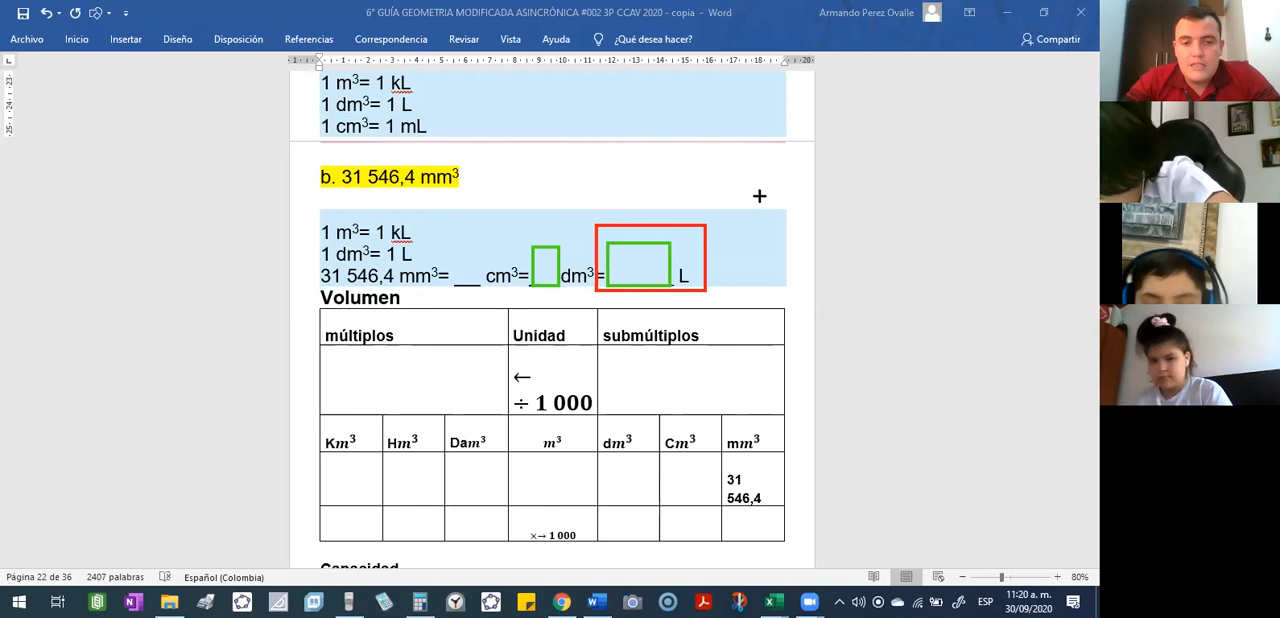 6° GUÍA GEOMETRIA MODIFICADA ASINCRÓNICA #002 3P CCAV 2020 - copia - Word
Armando Perez Ovalle
Archivo Inicio Insertar Diseño Disposición Referencias Correspondencia Revisar Vista Ayuda ¿Qué desea hacer? Compartir
1 m³= 1 kL
1 dm³= 1 L
1 cm³= 1 mL
b. 31 546,4 mm³
1 m³= 1 kL
1 dm³= 1 L
31 546,4 mm³= ___ cm³= dm³= L
Volumen
múltiplos Unidad submúltiplos
←
÷ 1 000
Km³ Hm³ Dam³ m³ dm³ Cm³ mm³
31
546,4
×→ 1 000
Capacidad
Página 22 de 36 2407 palabras Español (Colombia) 80%
ESP
11:20 a. m.
30/09/2020